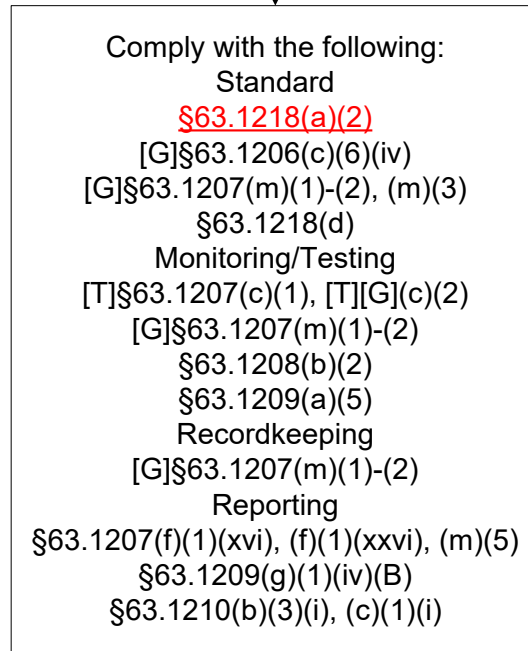 Comply with the following:
Standard
§63.1218(a)(2)
[G]§63.1206(c)(6)(iv)
[G]§63.1207(m)(1)-(2), (m)(3)
§63.1218(d)
Monitoring/Testing
[T]§63.1207(c)(1), [T][G](c)(2)
[G]§63.1207(m)(1)-(2)
§63.1208(b)(2)
§63.1209(a)(5)
Recordkeeping
[G]§63.1207(m)(1)-(2)
Reporting
§63.1207(f)(1)(xvi), (f)(1)(xxvi), (m)(5)
§63.1209(g)(1)(iv)(B)
§63.1210(b)(3)(i), (c)(1)(i)